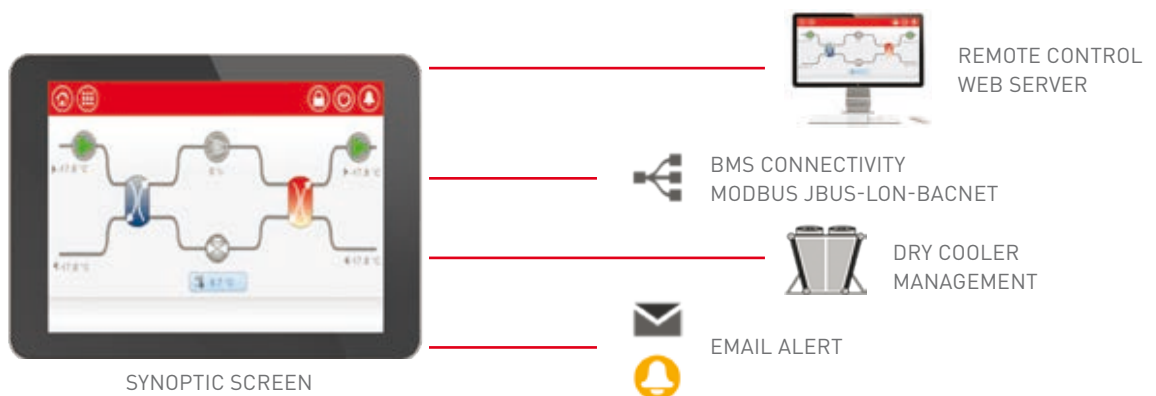 REMOTE CONTROL
WEB SERVER
BMS CONNECTIVITY
MODBUS JBUS-LON-BACNET
DRY COOLER
MANAGEMENT
EMAIL ALERT
SYNOPTIC SCREEN